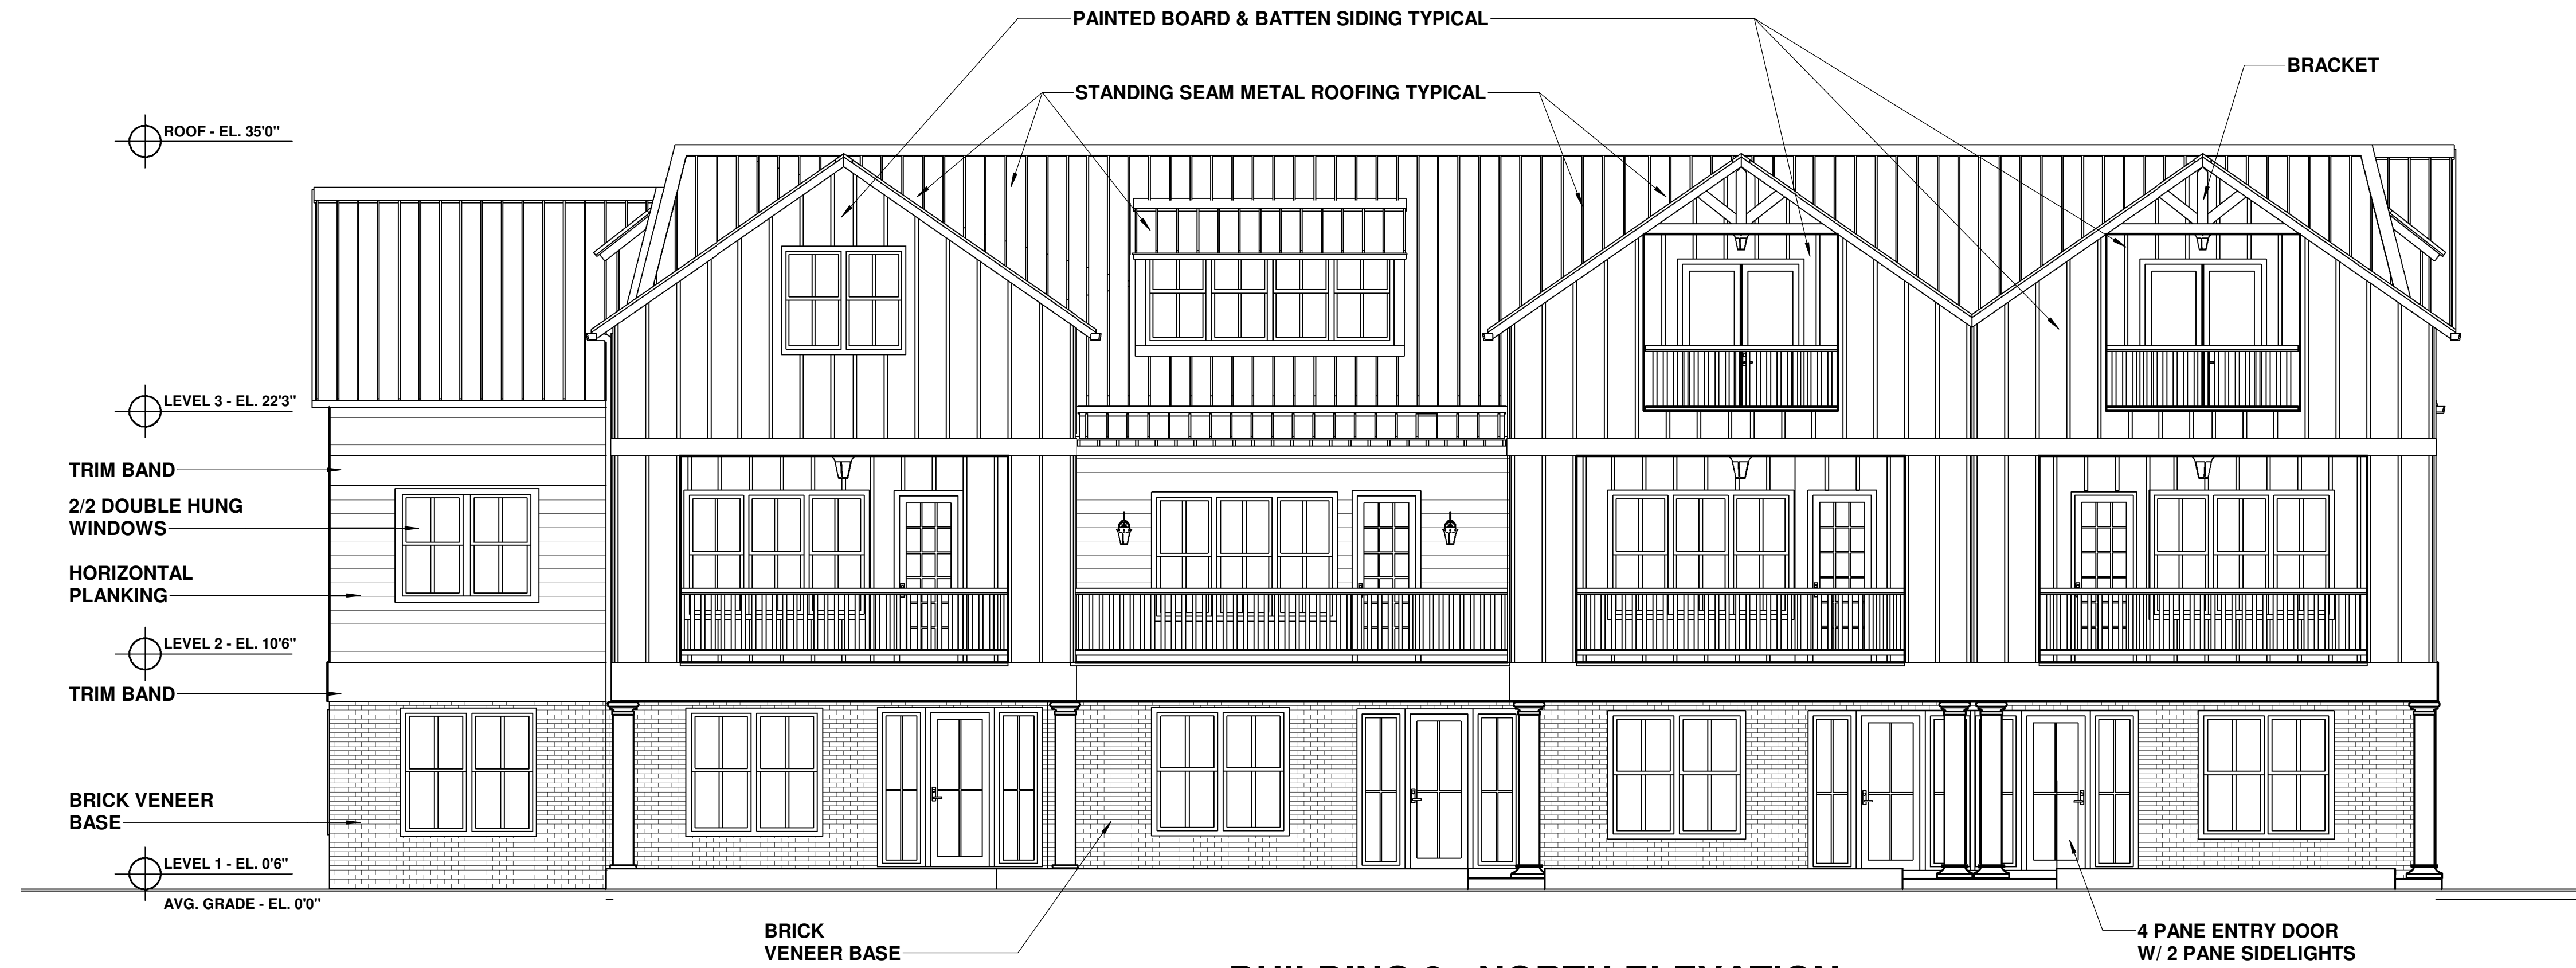 PAINTED BOARD & BATTEN SIDING TYPICAL
BRACKET
STANDING SEAM METAL ROOFING TYPICAL
ROOF - EL. 35'0"
LEVEL 3 - EL. 22'3"
TRIM BAND
2/2 DOUBLE HUNG
WINDOWS
HORIZONTAL
PLANKING
LEVEL 2 - EL. 10'6"
TRIM BAND
BRICK VENEER
BASE
LEVEL 1 - EL. 0'6"
AVG. GRADE - EL. 0'0"
BRICK
VENEER BASE
4 PANE ENTRY DOOR
W/ 2 PANE SIDELIGHTS
NORTH ELEVATION